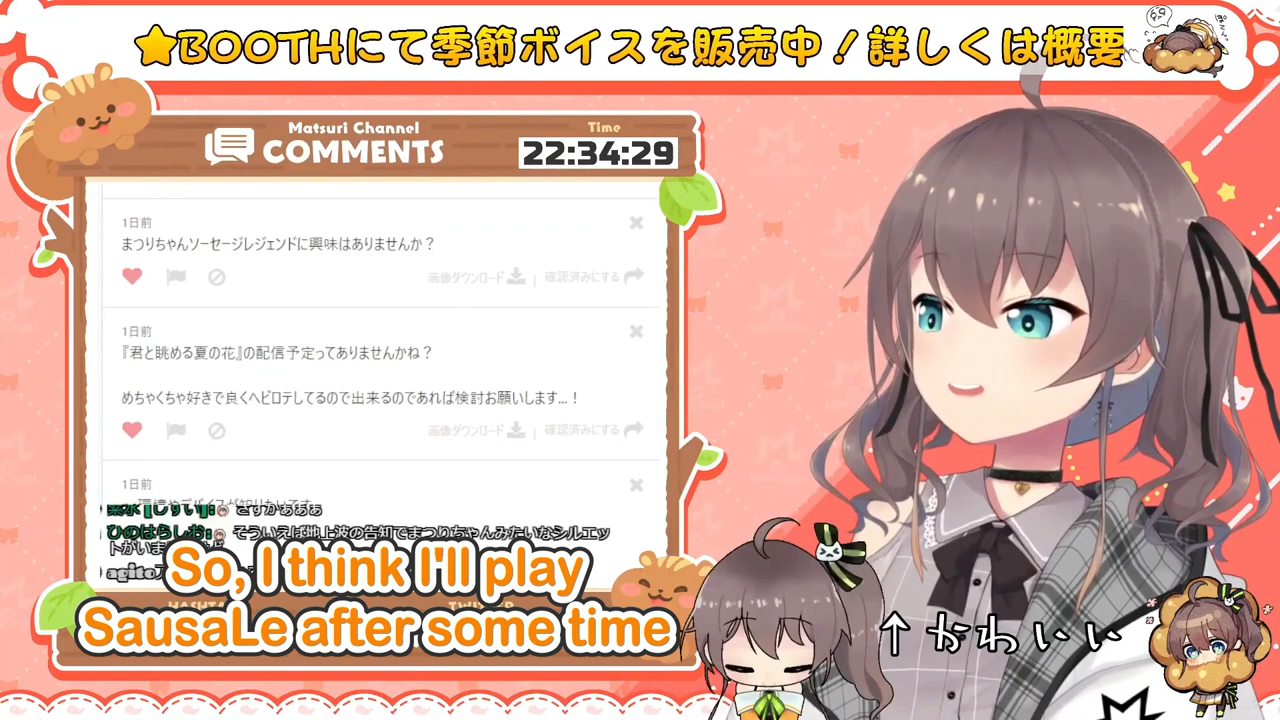 ★BOOTHにて季節ボイスを販売中！詳しくは概要
Matsuri Channel
COMMENTS
Time
22:34:29
1日前
まつりちゃんソーセージレジェンドに興味はありませんか？
画像ダウンロード | 確認済みにする
1日前
『君と眺める夏の花』の配信予定ってありませんかね？
めちゃくちゃ好きで良くヘビロテしてるので出来るのであれば検討お願いします…！
画像ダウンロード | 確認済みにする
1日前
さすかぁぁぁ
ひのはらしお: そういえば地上波の告知でまつりちゃんみたいなシルエッ
トがいま
agito
So, I think I'll play
SausaLe after some time
↑かわいい